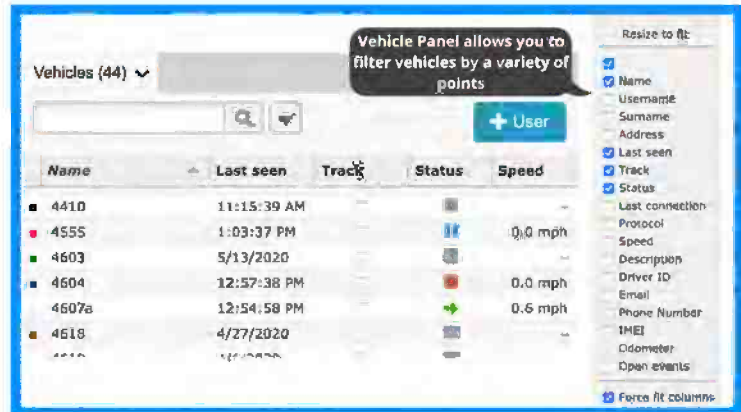 Vehicle Panel allows you to
filter vehicles by a variety of
points
Vehicles (44)
+ User
Name Last seen Track Status Speed
4410 11:15:39 AM --
4555 1:03:37 PM 0.0 mph
4603 5/13/2020 --
4604 12:57:38 PM 0.0 mph
4607a 12:54:58 PM 0.6 mph
4618 4/27/2020 --
Resize to fit
Name
Username
Surname
Address
Last seen
Track
Status
Last connection
Protocol
Speed
Description
Driver ID
Email
Phone Number
IMEI
Odometer
Open events
Force fit columns